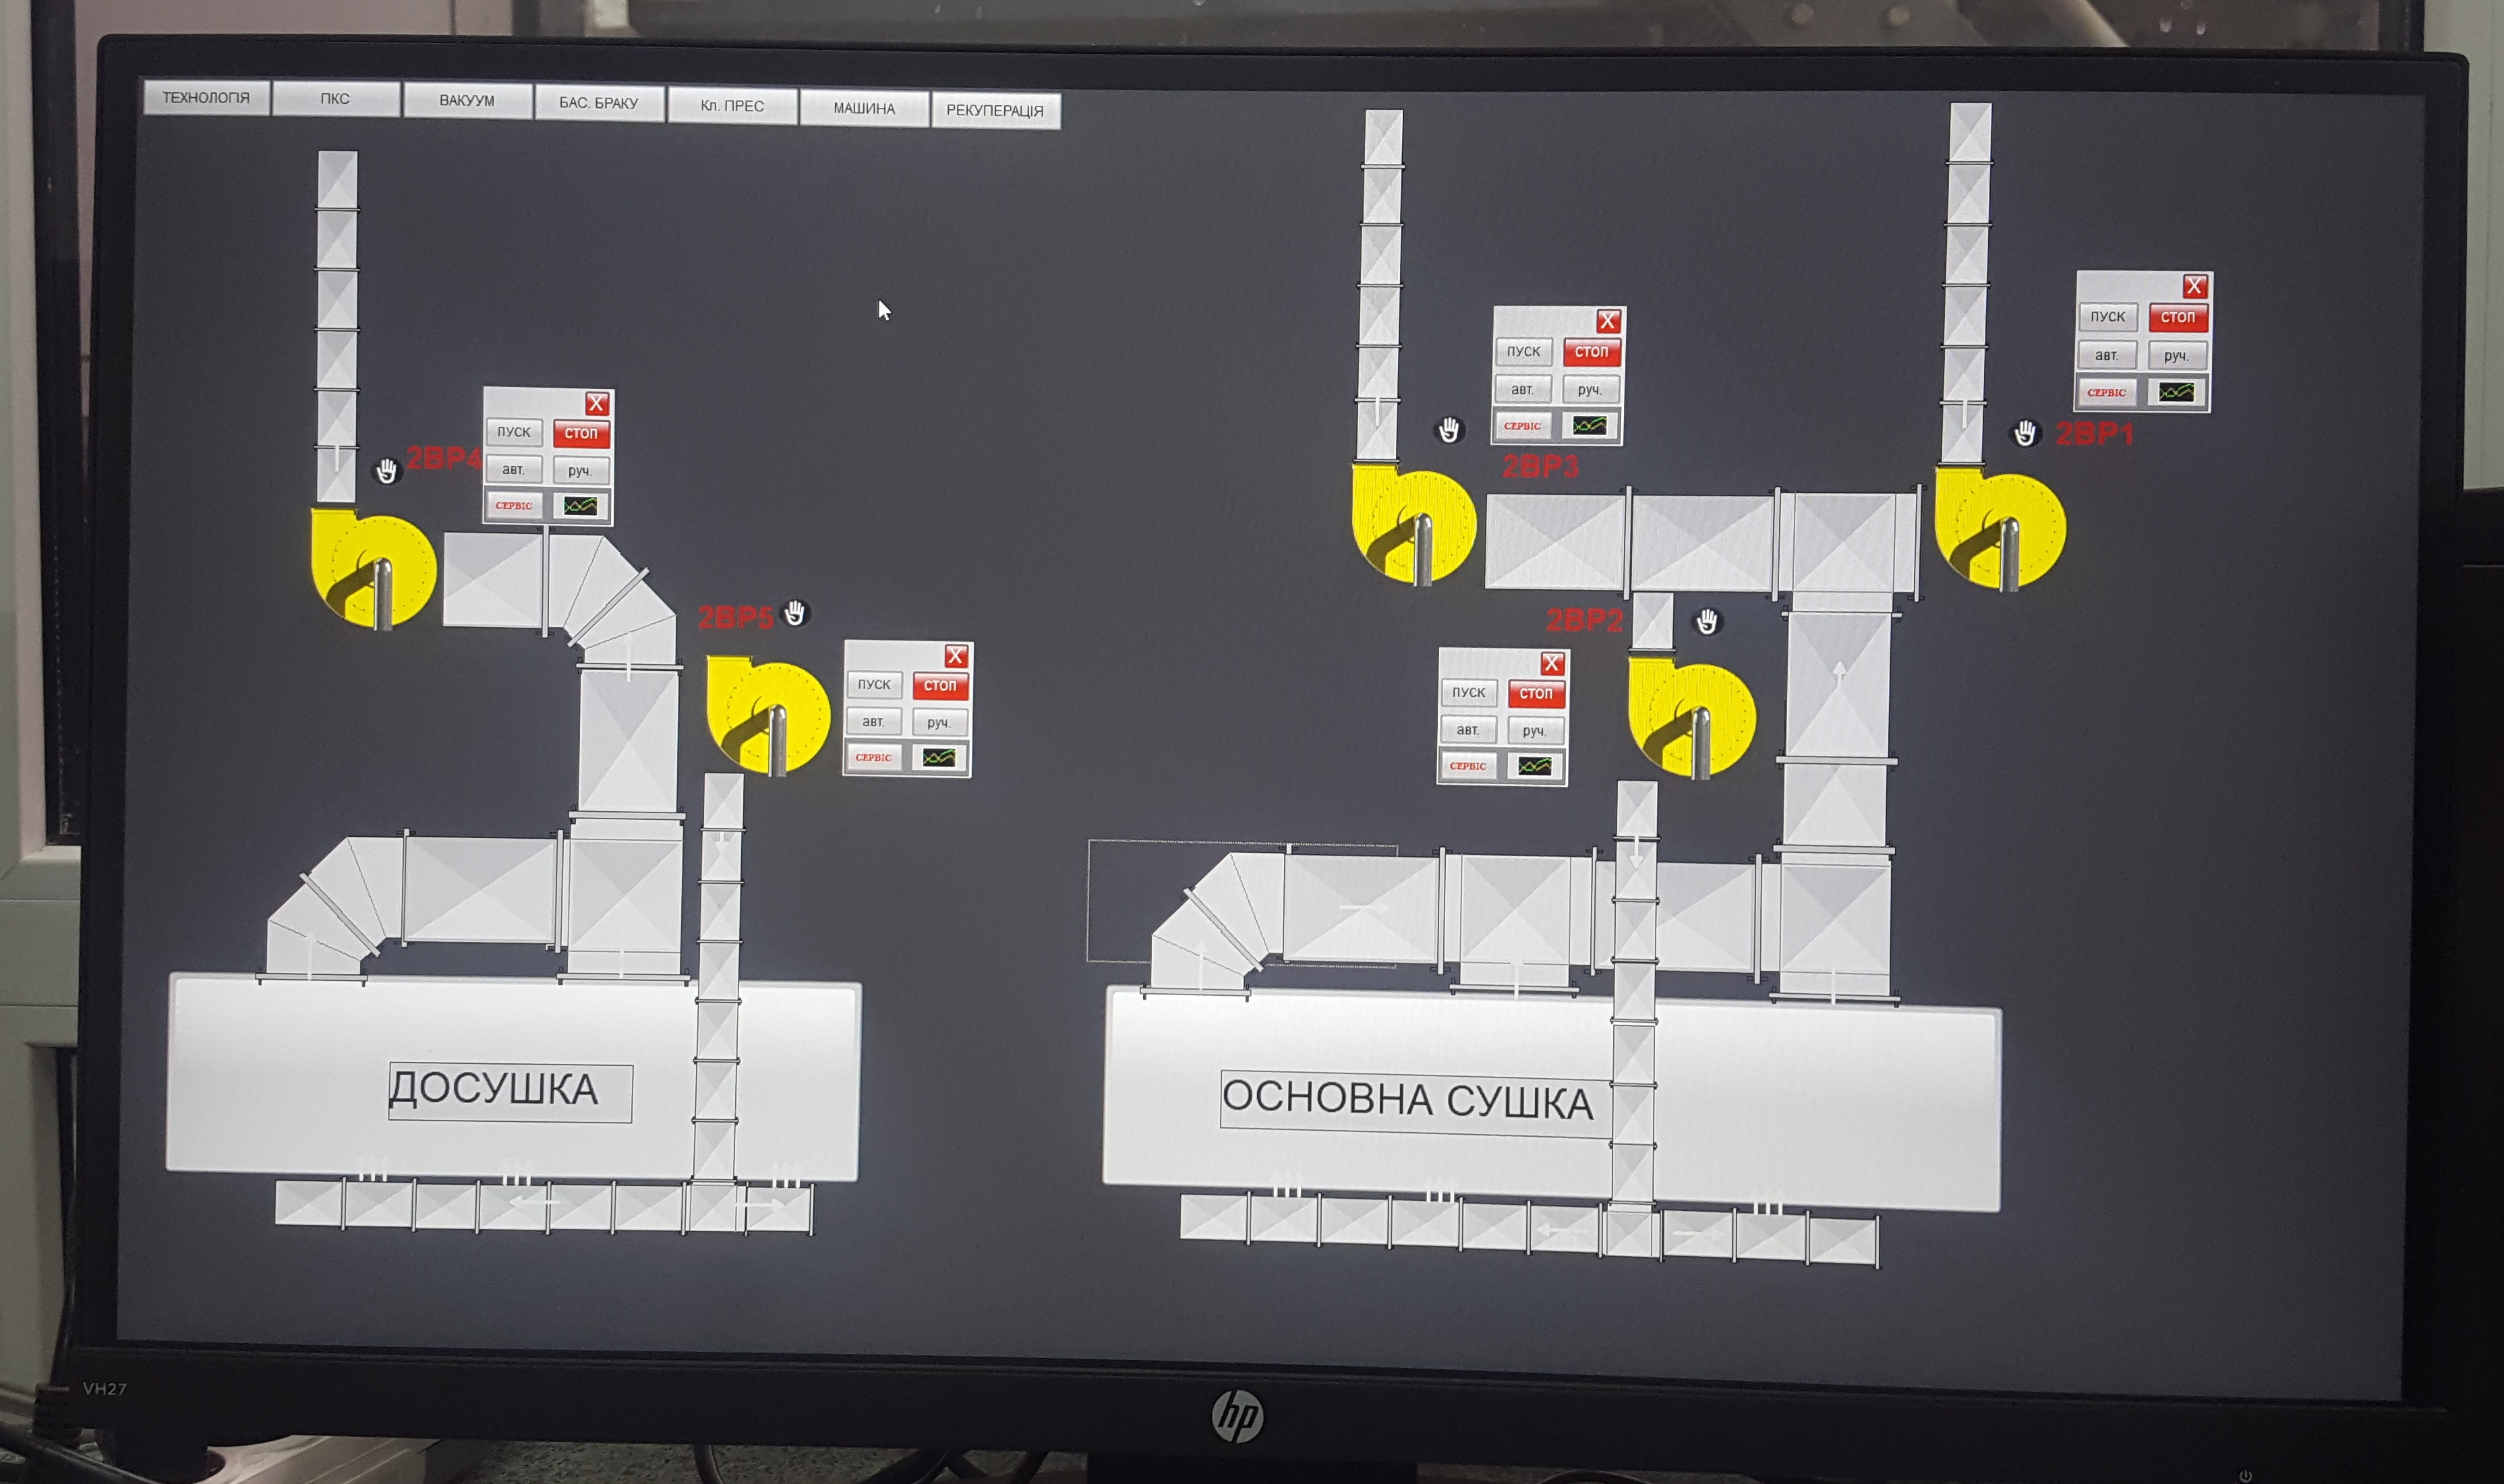 ТЕХНОЛОГІЯ
ПКС
ВАКУУМ
БАС. БРАКУ
Кл. ПРЕС
МАШИНА
РЕКУПЕРАЦІЯ
X
ПУСК
СТОП
авт.
руч.
СЕРВІС
2ВР1
X
ПУСК
СТОП
авт.
руч.
СЕРВІС
2ВР3
2ВР4
X
ПУСК
СТОП
авт.
руч.
СЕРВІС
2ВР5
X
ПУСК
СТОП
авт.
руч.
СЕРВІС
2ВР2
X
ПУСК
СТОП
авт.
руч.
СЕРВІС
ДОСУШКА
ОСНОВНА СУШКА
VH27
hp